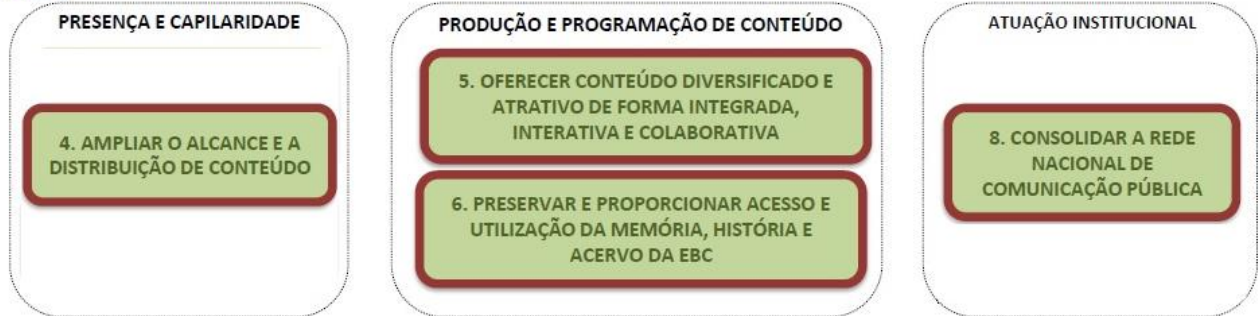 PRESENÇA E CAPILARIDADE
4. AMPLIAR O ALCANCE E A
DISTRIBUIÇÃO DE CONTEÚDO
PRODUÇÃO E PROGRAMAÇÃO DE CONTEÚDO
5. OFERECER CONTEÚDO DIVERSIFICADO E
ATRATIVO DE FORMA INTEGRADA,
INTERATIVA E COLABORATIVA
6. PRESERVAR E PROPORCIONAR ACESSO E
UTILIZAÇÃO DA MEMÓRIA, HISTÓRIA E
ACERVO DA EBC
ATUAÇÃO INSTITUCIONAL
8. CONSOLIDAR A REDE
NACIONAL DE
COMUNICAÇÃO PÚBLICA